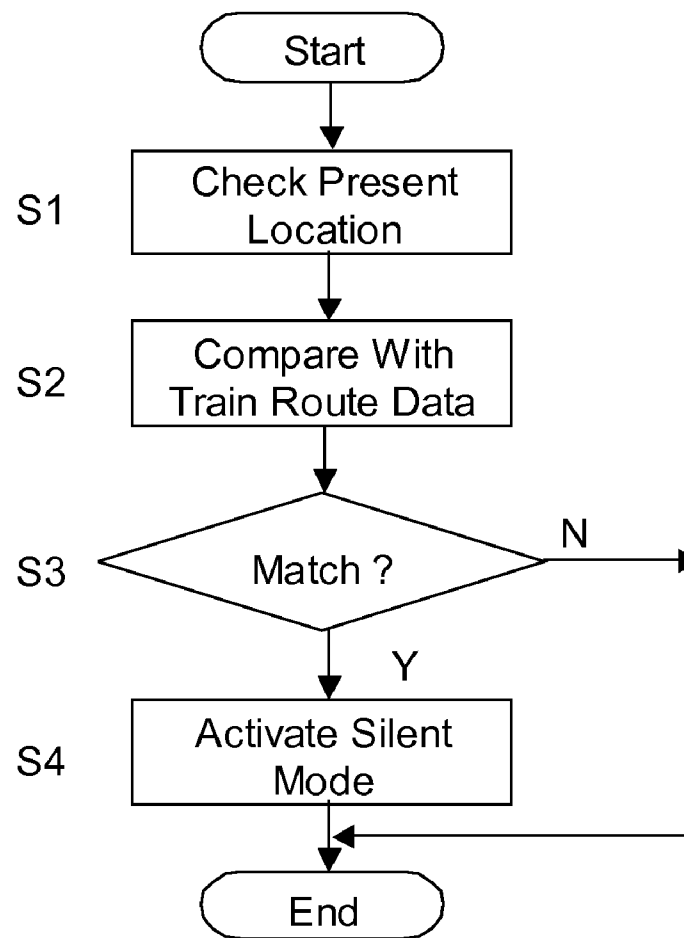 Start
S1
Check Present
Location
S2
Compare With
Train Route Data
S3
Match ?
N
Y
S4
Activate Silent
Mode
End